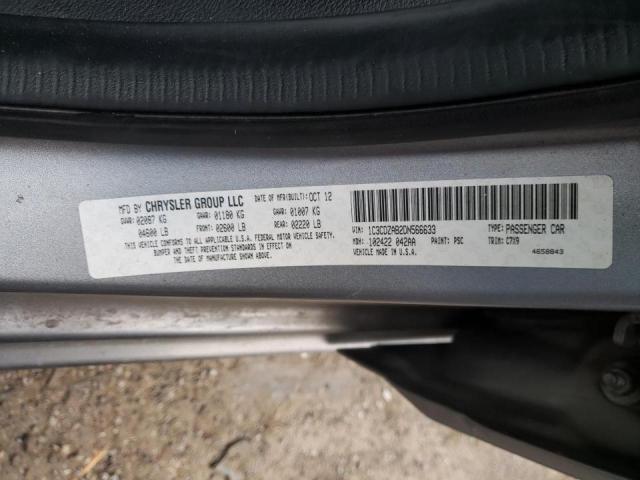 MFD BY CHRYSLER GROUP LLC
DATE OF MFR(BUILT): OCT 12
GVWR: 02087 KG
GAWR: 01180 KG
GAWR: 01007 KG
04600 LB
FRONT: 02600 LB
REAR: 02220 LB
THIS VEHICLE CONFORMS TO ALL APPLICABLE U.S.A. FEDERAL MOTOR VEHICLE SAFETY,
BUMPER AND THEFT PREVENTION STANDARDS IN EFFECT ON
THE DATE OF MANUFACTURE SHOWN ABOVE.
VIN: 1C3CDZAB2DN566633
TYPE: PASSENGER CAR
MDH: 102422 042AA
PAINT: PSC
TRIM: C7X9
VEHICLE MADE IN U.S.A.
4658843